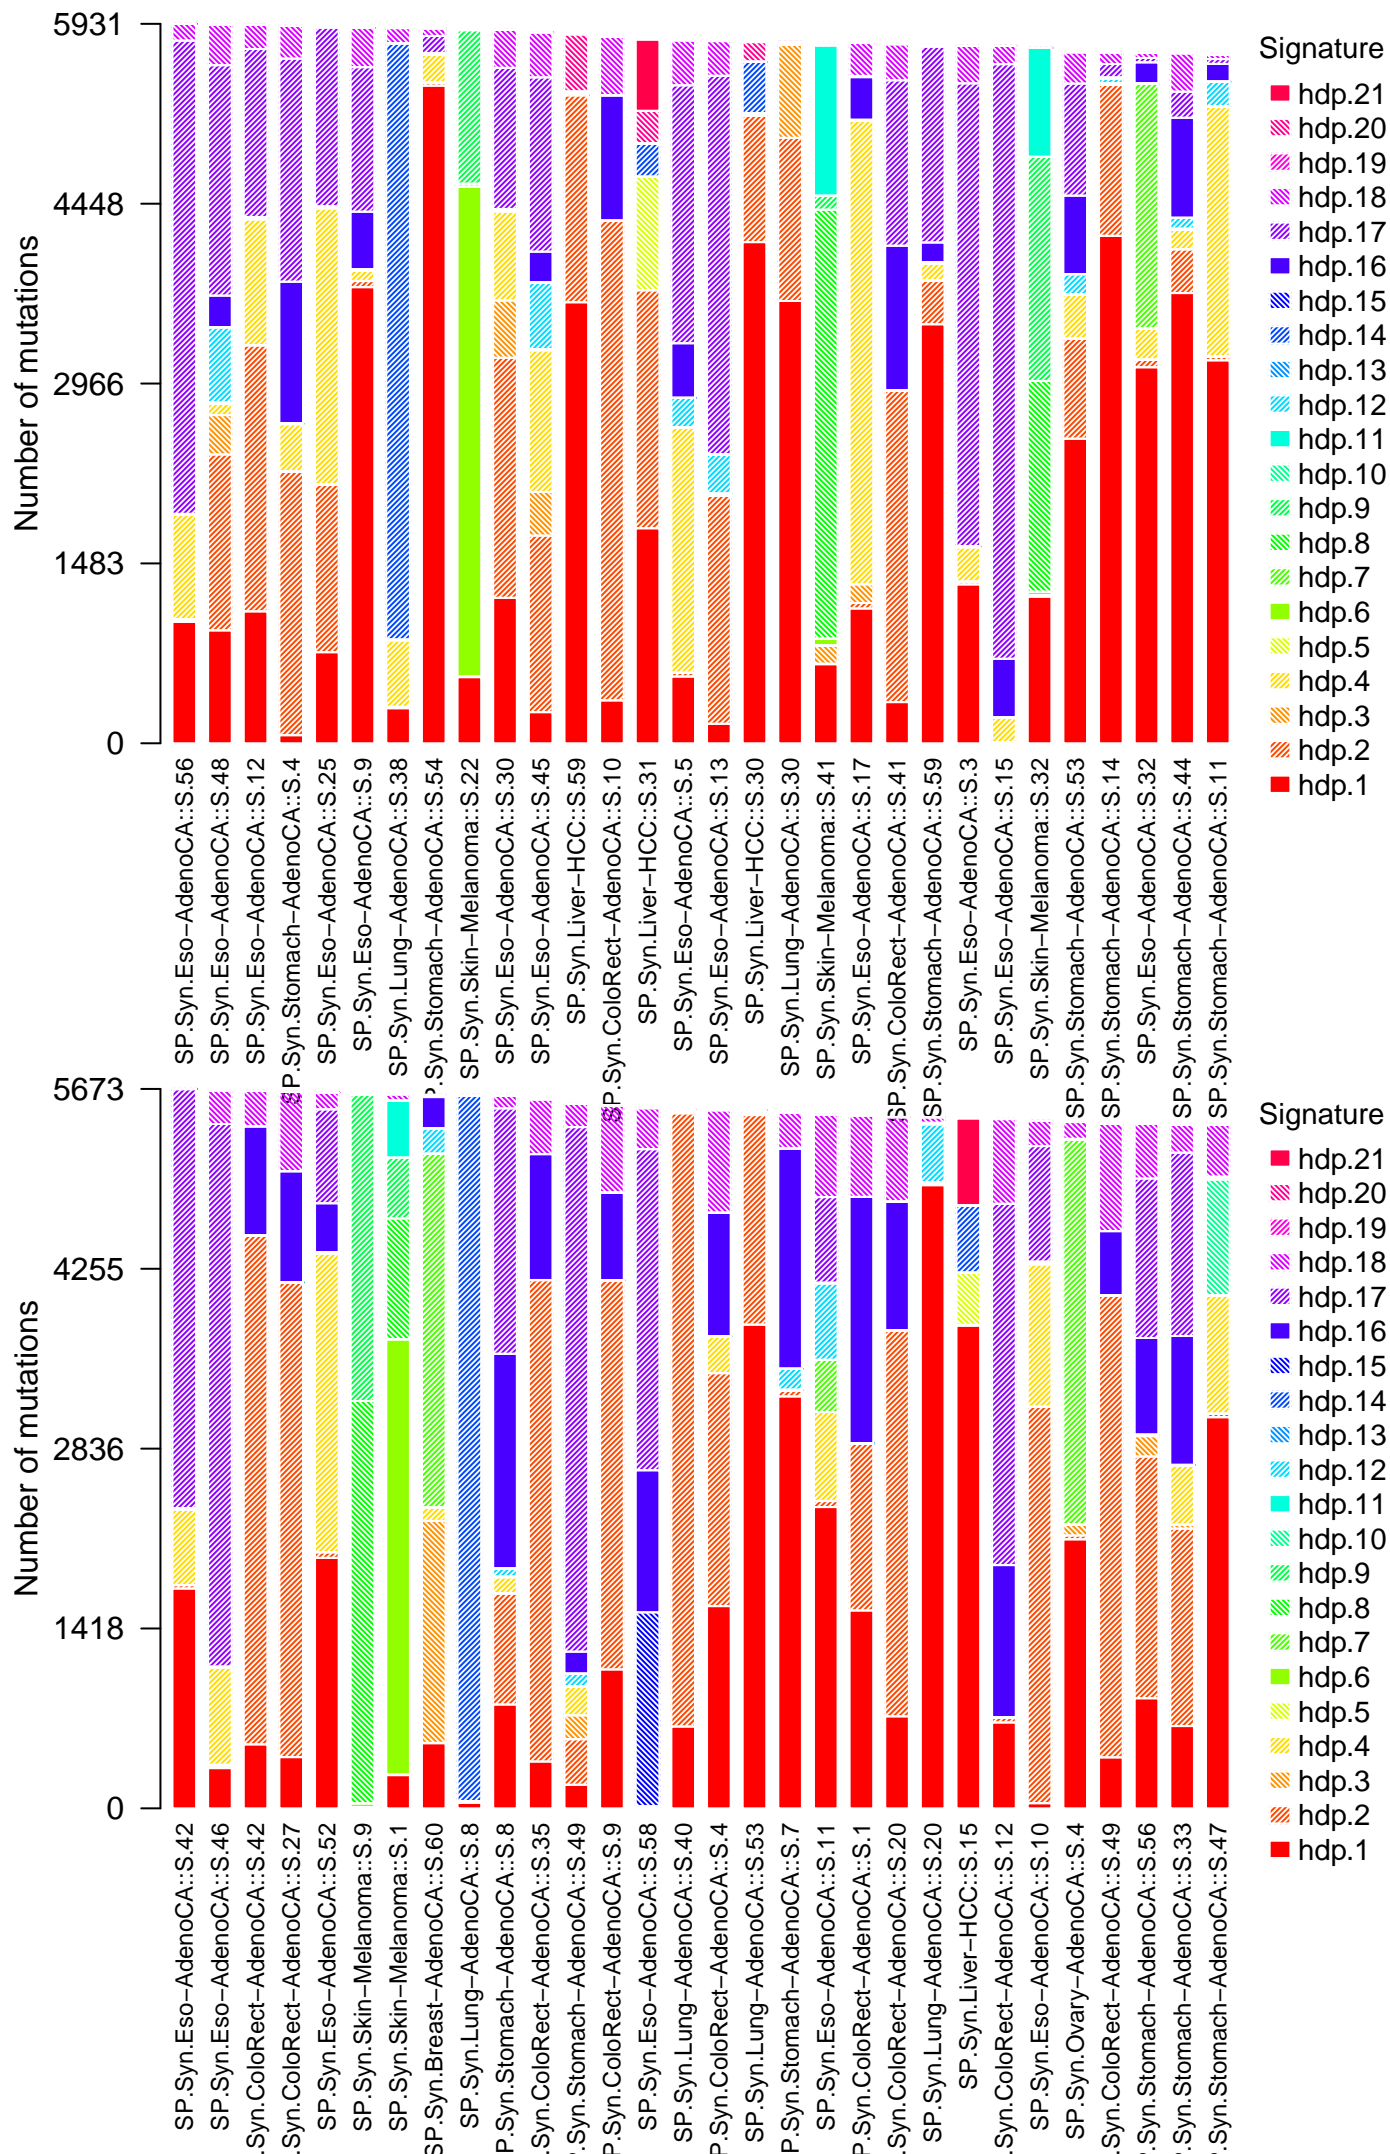 Number of mutations
5931
4448
2966
1483
0
SP.Syn.Eso−AdenoCA::S.56
SP.Syn.Eso−AdenoCA::S.48
SP.Syn.Eso−AdenoCA::S.12
SP.Syn.Stomach−AdenoCA::S.4
SP.Syn.Eso−AdenoCA::S.25
SP.Syn.Eso−AdenoCA::S.9
SP.Syn.Lung−AdenoCA::S.38
P.Syn.Stomach−AdenoCA::S.54
SP.Syn.Skin−Melanoma::S.22
SP.Syn.Eso−AdenoCA::S.30
SP.Syn.Eso−AdenoCA::S.45
SP.Syn.Liver−HCC::S.59
SP.Syn.ColoRect−AdenoCA::S.10
SP.Syn.Liver−HCC::S.31
SP.Syn.Eso−AdenoCA::S.5
SP.Syn.Eso−AdenoCA::S.13
SP.Syn.Liver−HCC::S.30
SP.Syn.Lung−AdenoCA::S.30
SP.Syn.Skin−Melanoma::S.41
SP.Syn.Eso−AdenoCA::S.17
SP.Syn.ColoRect−AdenoCA::S.41
SP.Syn.Stomach−AdenoCA::S.59
SP.Syn.Eso−AdenoCA::S.3
SP.Syn.Eso−AdenoCA::S.15
SP.Syn.Skin−Melanoma::S.32
SP.Syn.Stomach−AdenoCA::S.53
SP.Syn.Stomach−AdenoCA::S.14
SP.Syn.Eso−AdenoCA::S.32
SP.Syn.Stomach−AdenoCA::S.44
SP.Syn.Stomach−AdenoCA::S.11
Signature
hdp.21
hdp.20
hdp.19
hdp.18
hdp.17
hdp.16
hdp.15
hdp.14
hdp.13
hdp.12
hdp.11
hdp.10
hdp.9
hdp.8
hdp.7
hdp.6
hdp.5
hdp.4
hdp.3
hdp.2
hdp.1
Number of mutations
5673
4255
2836
1418
0
SP.Syn.Eso−AdenoCA::S.42
SP.Syn.Eso−AdenoCA::S.46
.Syn.ColoRect−AdenoCA::S.42
.Syn.ColoRect−AdenoCA::S.27
SP.Syn.Eso−AdenoCA::S.52
SP.Syn.Skin−Melanoma::S.9
SP.Syn.Skin−Melanoma::S.1
SP.Syn.Breast−AdenoCA::S.60
SP.Syn.Lung−AdenoCA::S.8
P.Syn.Stomach−AdenoCA::S.8
.Syn.ColoRect−AdenoCA::S.35
P.Syn.Stomach−AdenoCA::S.49
P.Syn.ColoRect−AdenoCA::S.9
SP.Syn.Eso−AdenoCA::S.58
SP.Syn.Lung−AdenoCA::S.40
P.Syn.ColoRect−AdenoCA::S.4
SP.Syn.Lung−AdenoCA::S.53
SP.Syn.Stomach−AdenoCA::S.7
SP.Syn.Eso−AdenoCA::S.11
P.Syn.ColoRect−AdenoCA::S.1
.Syn.ColoRect−AdenoCA::S.20
SP.Syn.Lung−AdenoCA::S.20
SP.Syn.Liver−HCC::S.15
.Syn.ColoRect−AdenoCA::S.12
SP.Syn.Eso−AdenoCA::S.10
SP.Syn.Ovary−AdenoCA::S.4
.Syn.ColoRect−AdenoCA::S.49
P.Syn.Stomach−AdenoCA::S.56
P.Syn.Stomach−AdenoCA::S.33
P.Syn.Stomach−AdenoCA::S.47
Signature
hdp.21
hdp.20
hdp.19
hdp.18
hdp.17
hdp.16
hdp.15
hdp.14
hdp.13
hdp.12
hdp.11
hdp.10
hdp.9
hdp.8
hdp.7
hdp.6
hdp.5
hdp.4
hdp.3
hdp.2
hdp.1